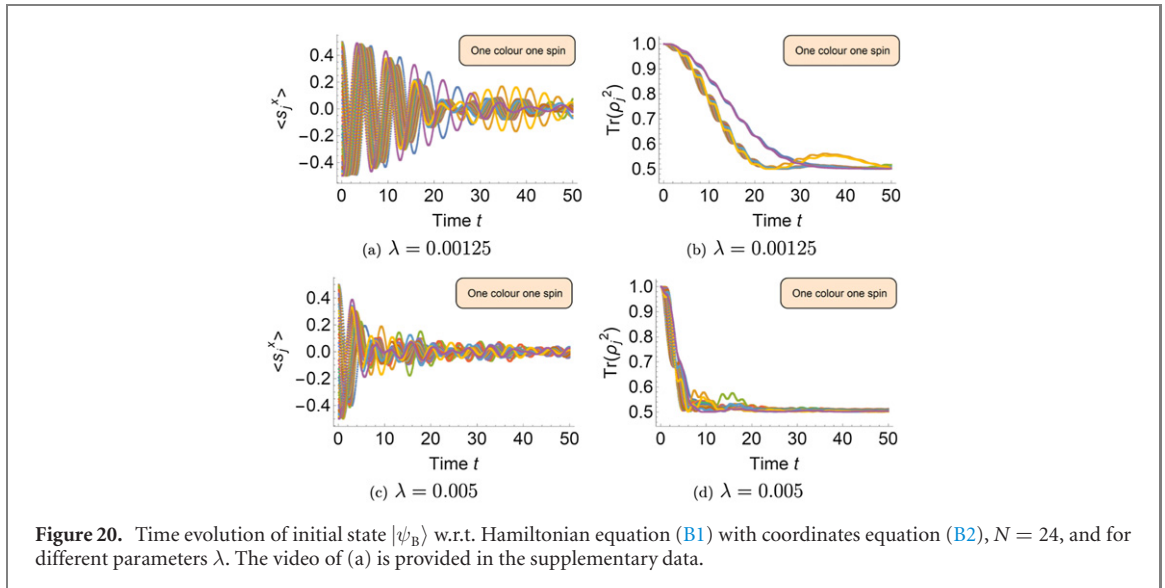 One colour one spin
0.4
0.2
0.0
−0.2
−0.4
<s_j^x>
0 10 20 30 40 50
Time t
(a) λ = 0.00125
One colour one spin
1.0
0.9
0.8
0.7
0.6
0.5
Tr(ρ_j^2)
0 10 20 30 40 50
Time t
(b) λ = 0.00125
One colour one spin
0.4
0.2
0.0
−0.2
−0.4
<s_j^x>
0 10 20 30 40 50
Time t
(c) λ = 0.005
One colour one spin
1.0
0.9
0.8
0.7
0.6
0.5
Tr(ρ_j^2)
0 10 20 30 40 50
Time t
(d) λ = 0.005
Figure 20. Time evolution of initial state |ψ_B⟩ w.r.t. Hamiltonian equation (B1) with coordinates equation (B2), N = 24, and for
different parameters λ. The video of (a) is provided in the supplementary data.